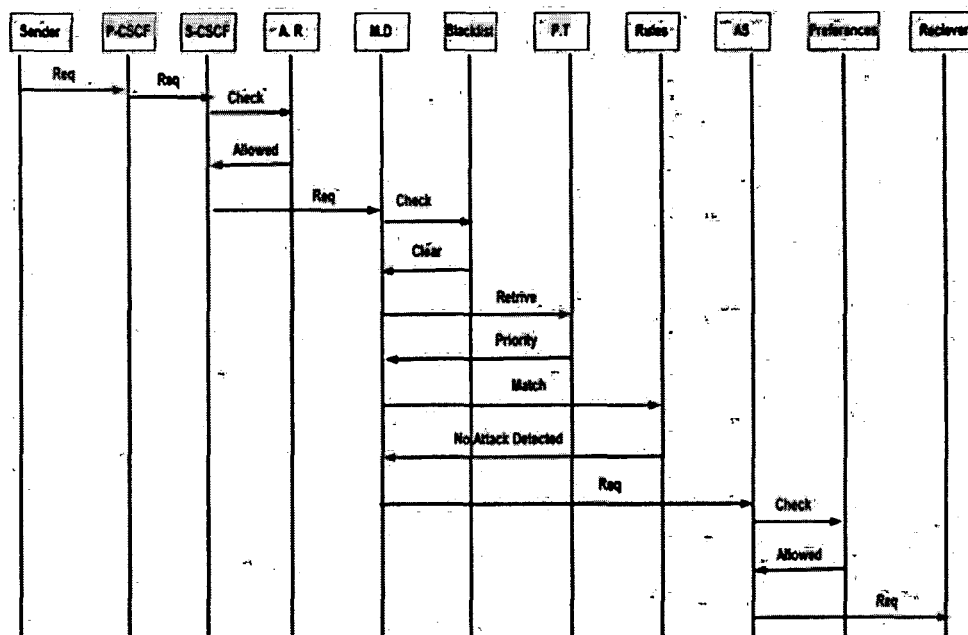 Sender P-CSCF S-CSCF A. R M.D Blacklist P.T Rules AS Preferences Reciever
Req
Req
Check
Allowed
Req
Check
Clear
Retrive
Priority
Match
No Attack Detected
Req
Check
Allowed
Req